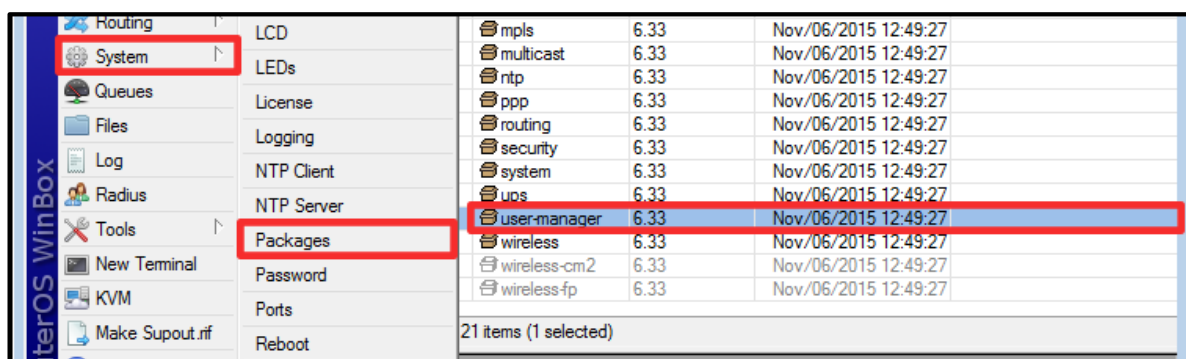 Routing
System
Queues
Files
Log
Radius
Tools
New Terminal
KVM
Make Supout.rif
terOS WinBox
LCD
LEDs
License
Logging
NTP Client
NTP Server
Packages
Password
Ports
Reboot
mpls 6.33 Nov/06/2015 12:49:27
multicast 6.33 Nov/06/2015 12:49:27
ntp 6.33 Nov/06/2015 12:49:27
ppp 6.33 Nov/06/2015 12:49:27
routing 6.33 Nov/06/2015 12:49:27
security 6.33 Nov/06/2015 12:49:27
system 6.33 Nov/06/2015 12:49:27
ups 6.33 Nov/06/2015 12:49:27
user-manager 6.33 Nov/06/2015 12:49:27
wireless 6.33 Nov/06/2015 12:49:27
wireless-cm2 6.33 Nov/06/2015 12:49:27
wireless-fp 6.33 Nov/06/2015 12:49:27
21 items (1 selected)